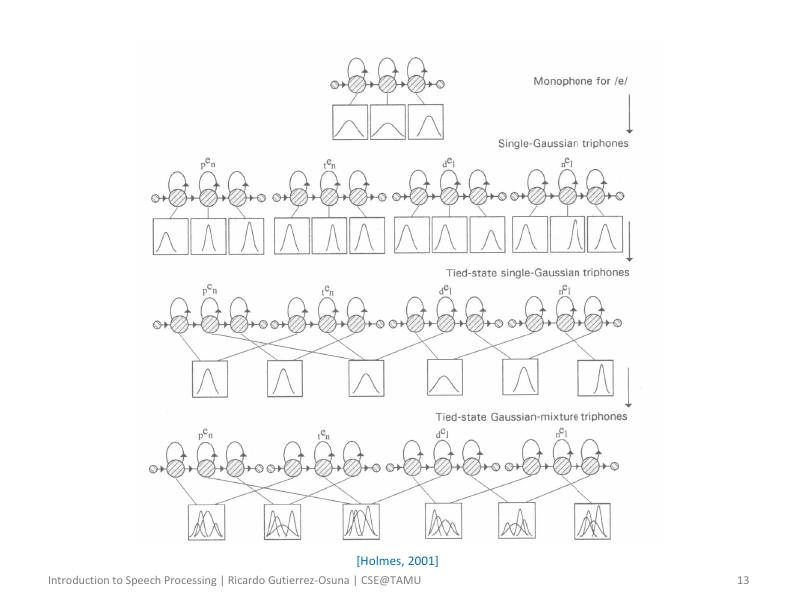 Monophone for /e/
Single-Gaussian triphones
pen ten del nel
Tied-state single-Gaussian triphones
pen ten del nel
Tied-state Gaussian-mixture triphones
pen ten del nel
[Holmes, 2001]
Introduction to Speech Processing | Ricardo Gutierrez-Osuna | CSE@TAMU 13